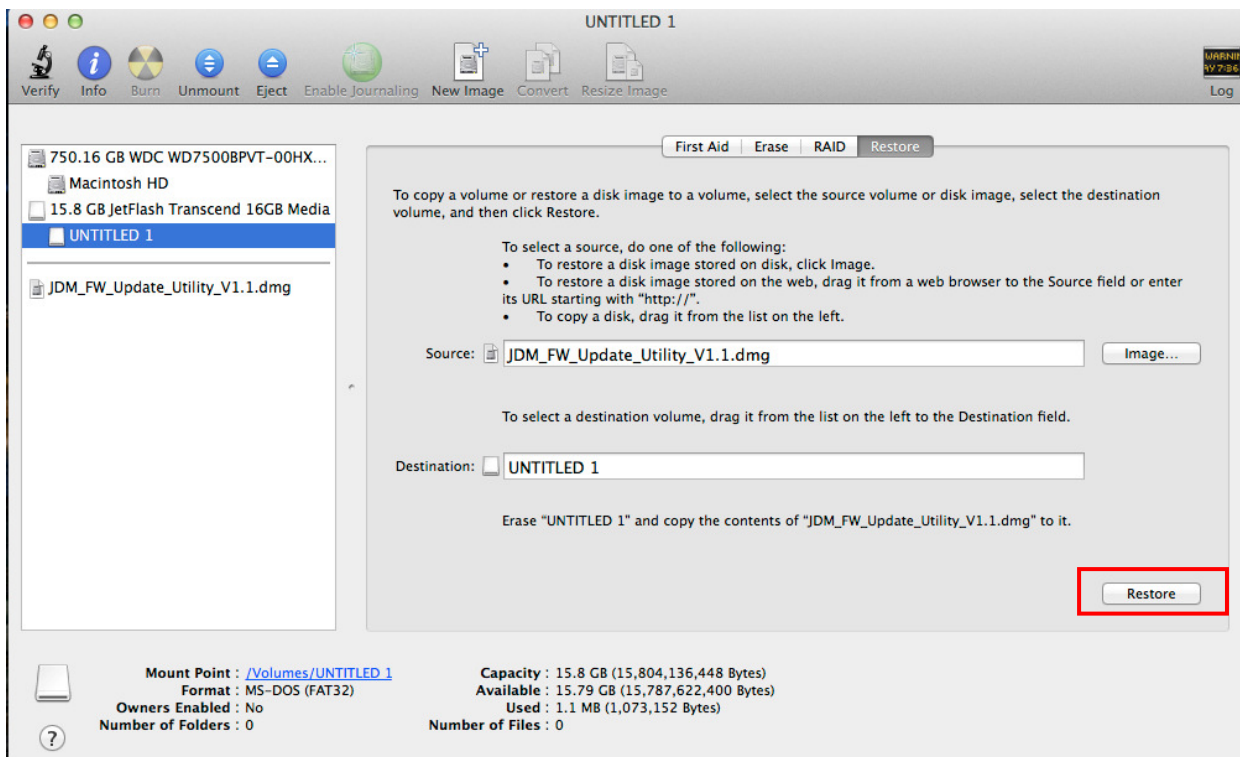 UNTITLED 1
Verify Info Burn Unmount Eject Enable Journaling New Image Convert Resize Image Log
WARNIN
AY 7:36
750.16 GB WDC WD7500BPVT-00HX...
Macintosh HD
15.8 GB JetFlash Transcend 16GB Media
UNTITLED 1
JDM_FW_Update_Utility_V1.1.dmg
First Aid Erase RAID Restore
To copy a volume or restore a disk image to a volume, select the source volume or disk image, select the destination
volume, and then click Restore.
To select a source, do one of the following:
• To restore a disk image stored on disk, click Image.
• To restore a disk image stored on the web, drag it from a web browser to the Source field or enter
its URL starting with “http://”.
• To copy a disk, drag it from the list on the left.
Source: JDM_FW_Update_Utility_V1.1.dmg Image...
To select a destination volume, drag it from the list on the left to the Destination field.
Destination: UNTITLED 1
Erase “UNTITLED 1” and copy the contents of “JDM_FW_Update_Utility_V1.1.dmg” to it.
Restore
Mount Point : /Volumes/UNTITLED 1 Capacity : 15.8 GB (15,804,136,448 Bytes)
Format : MS-DOS (FAT32) Available : 15.79 GB (15,787,622,400 Bytes)
Owners Enabled : No Used : 1.1 MB (1,073,152 Bytes)
Number of Folders : 0 Number of Files : 0
?